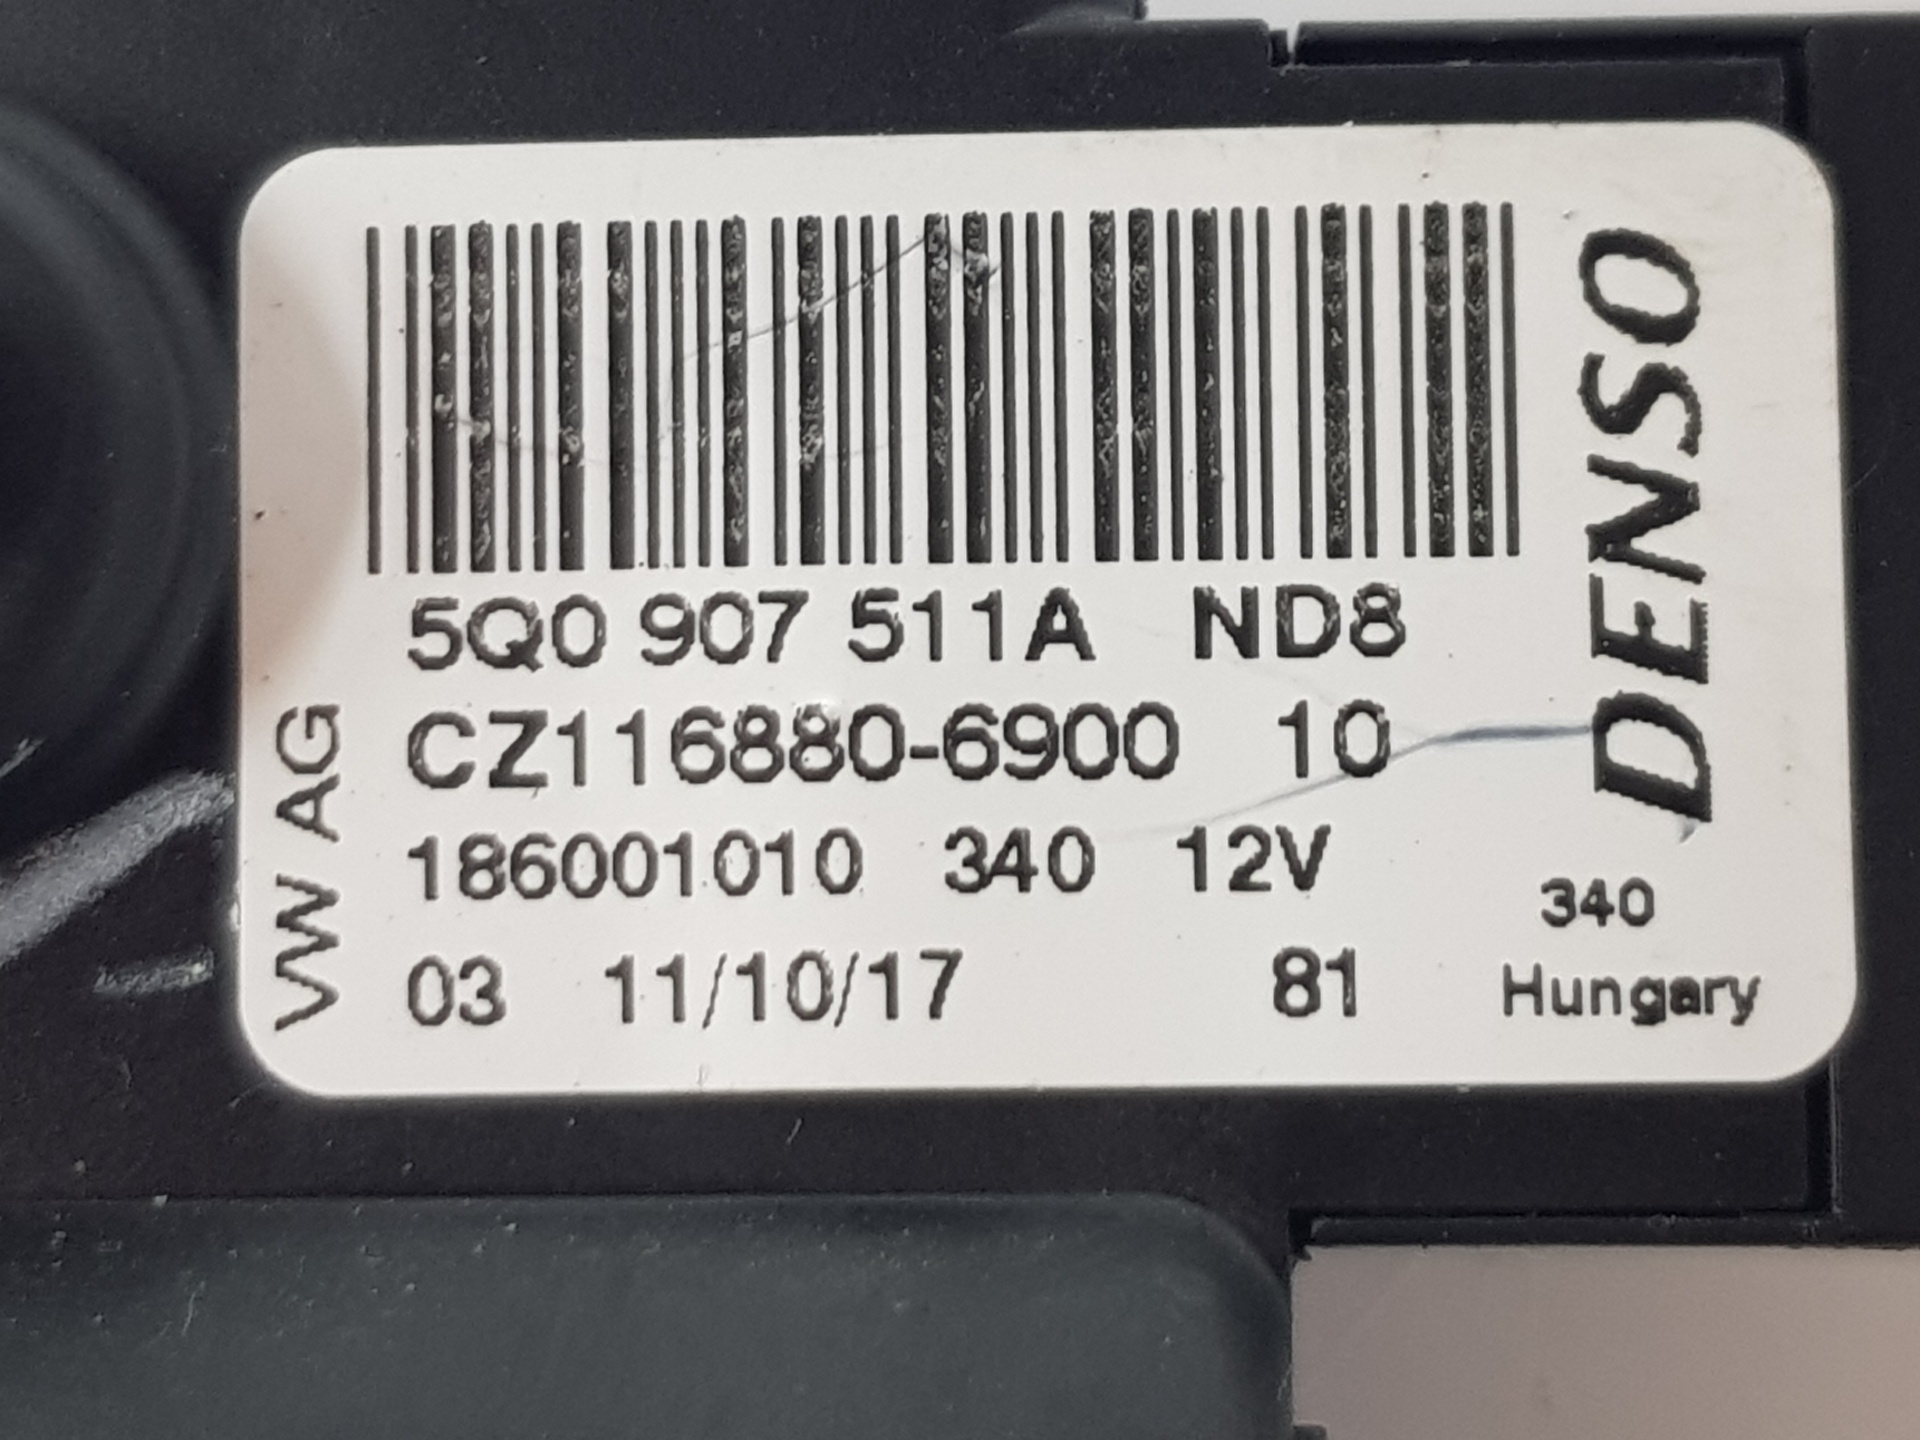 5Q0 907 511A ND8
CZ116880-6900 10
186001010 340 12V
03 11/10/17 81
VW AG
DENSO
340
Hungary